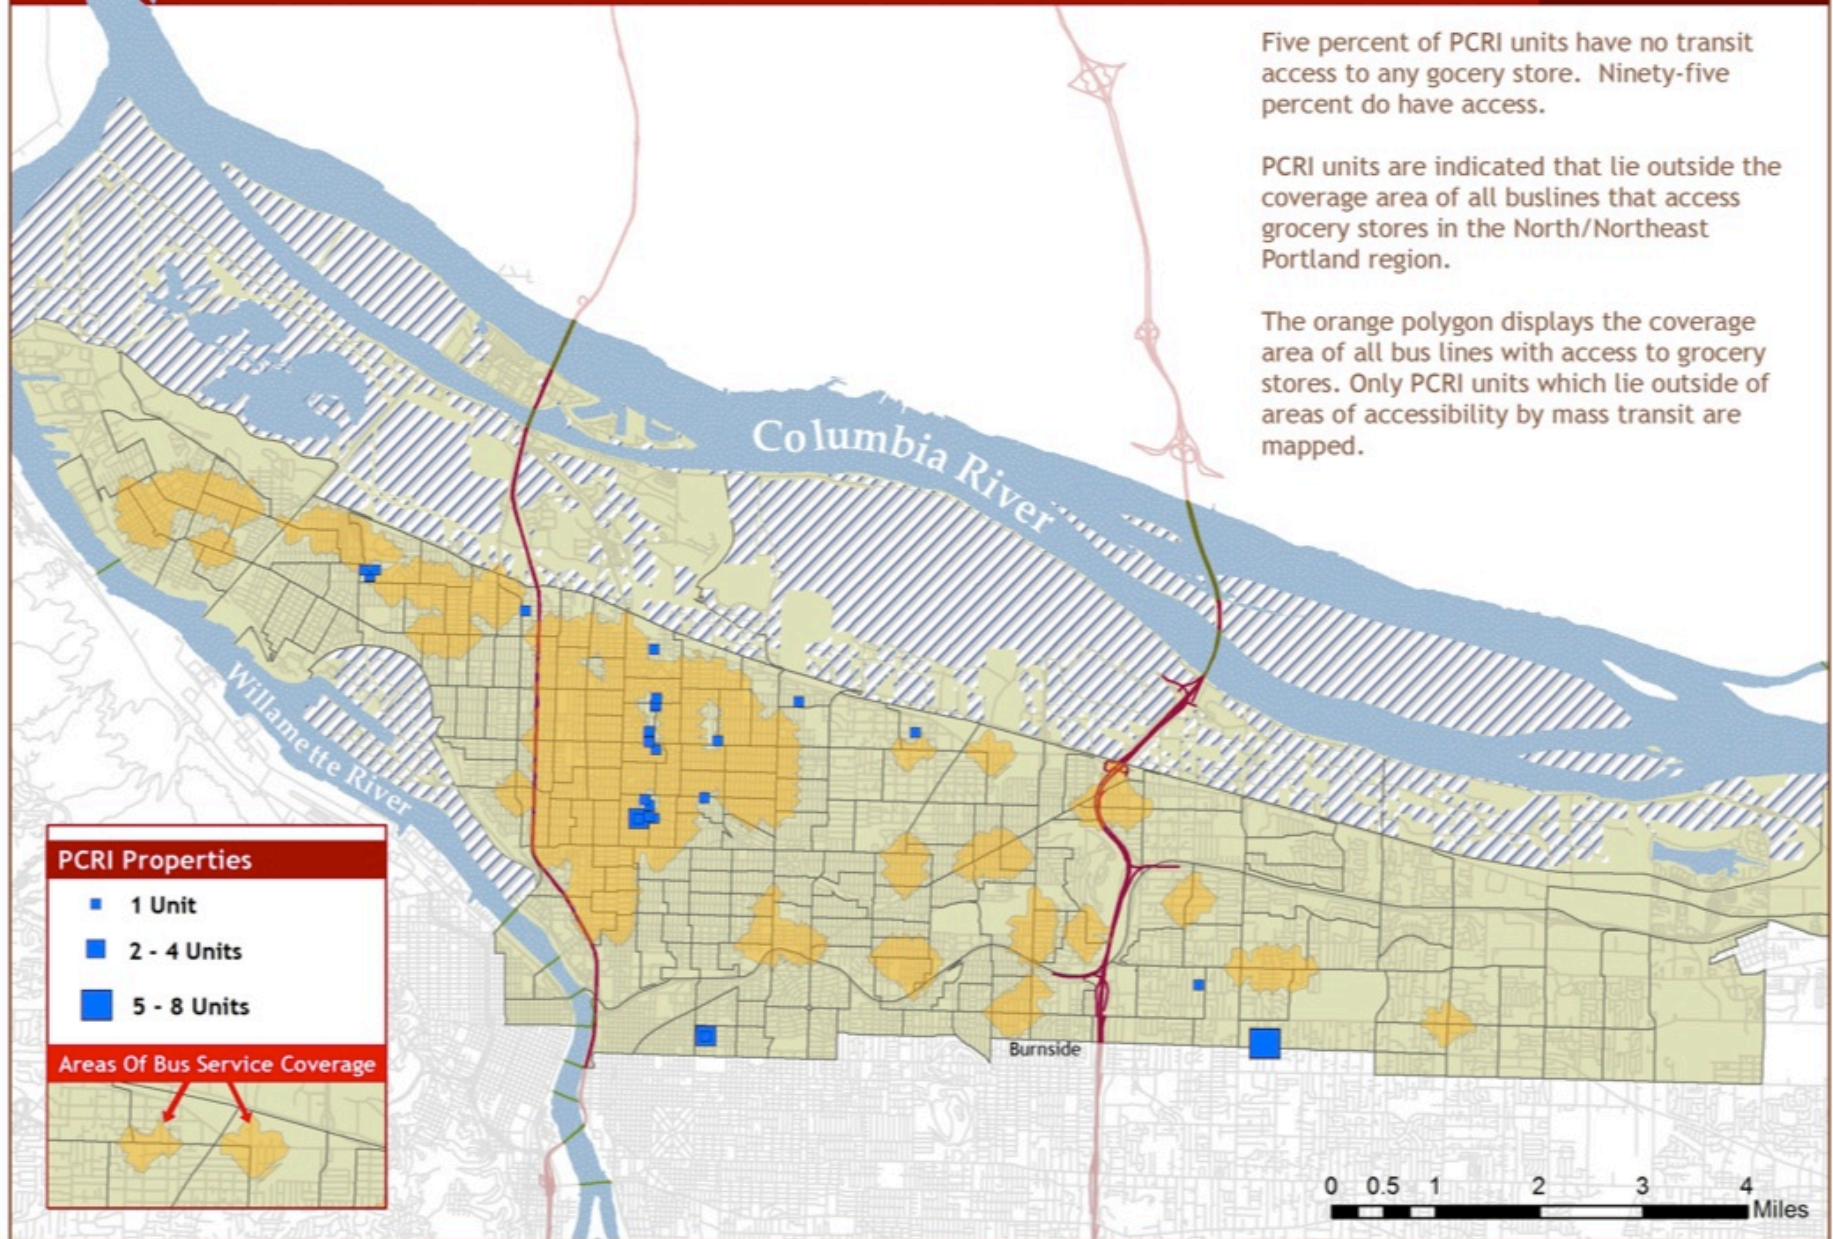 Five percent of PCRI units have no transit
access to any gocery store.  Ninety-five
percent do have access.
PCRI units are indicated that lie outside the
coverage area of all buslines that access
grocery stores in the North/Northeast
Portland region.
The orange polygon displays the coverage
area of all bus lines with access to grocery
stores. Only PCRI units which lie outside of
areas of accessibility by mass transit are
mapped.
Columbia River
Willamette River
Burnside
PCRI Properties
1 Unit
2 - 4 Units
5 - 8 Units
Areas Of Bus Service Coverage
0 0.5 1 2 3 4
Miles